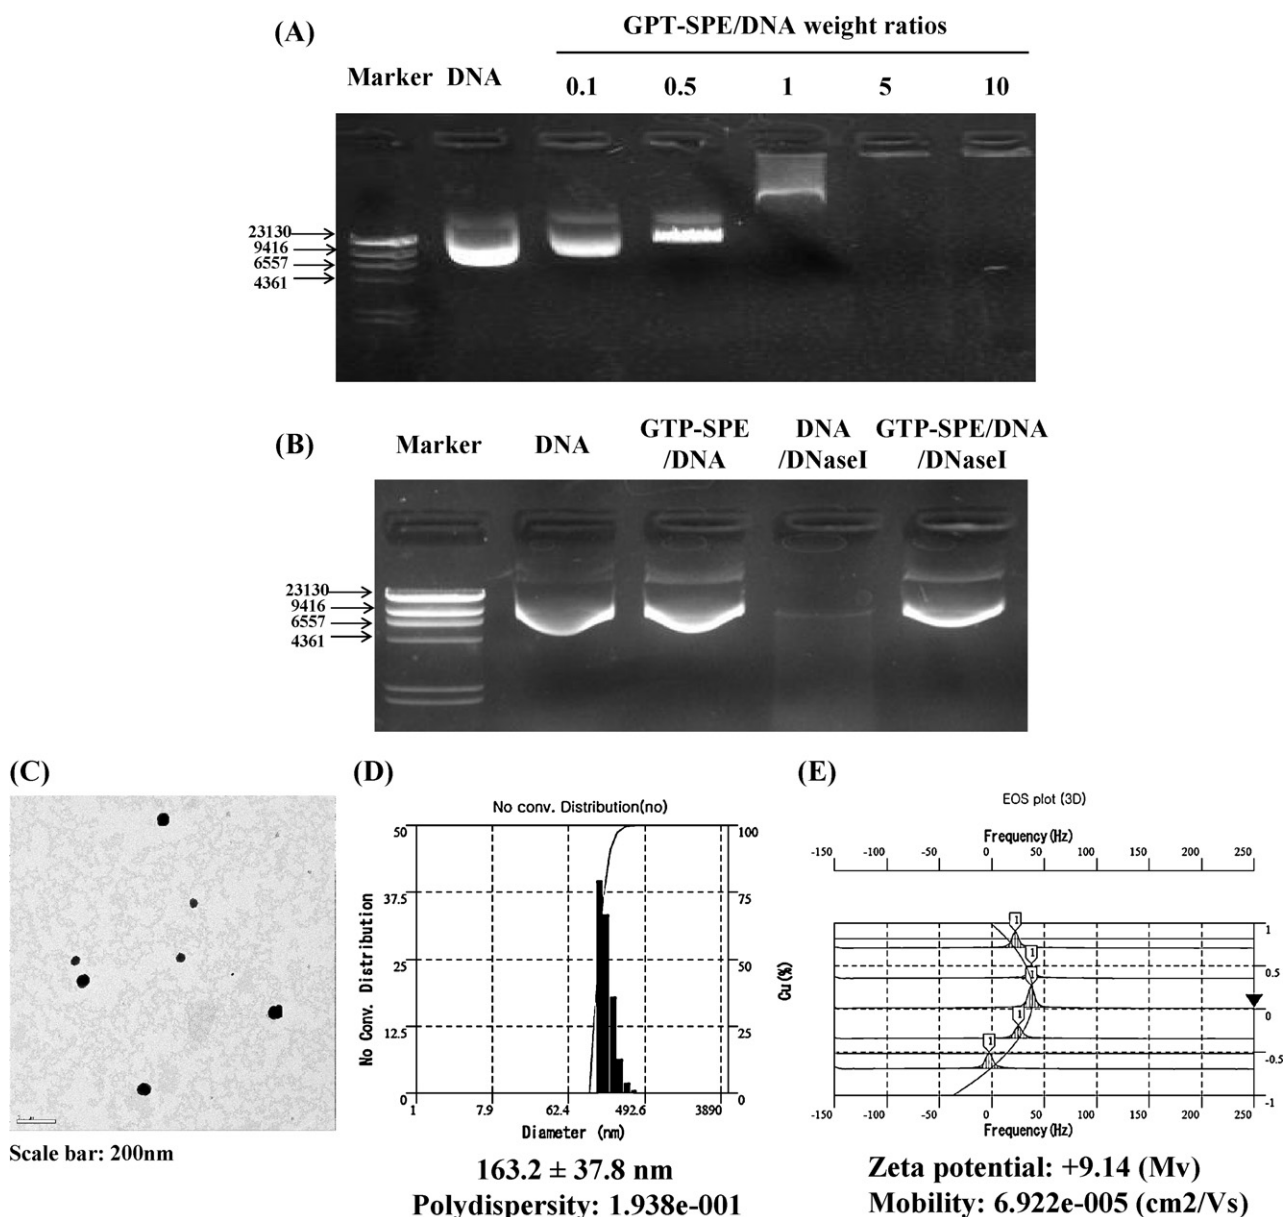 (A)
GPT-SPE/DNA weight ratios
Marker DNA
0.1 0.5 1 5 10
23130
9416
6557
4361
(B)
Marker DNA GTP-SPE /DNA DNA /DNaseI GTP-SPE/DNA /DNaseI
23130
9416
6557
4361
(C)
Scale bar: 200nm
(D)
No conv. Distribution(no)
No Conv. Distribution
50 37.5 25 12.5 0
100 75 50 25 0
1 7.9 62.4 492.6 3890
Diameter (nm)
163.2 ± 37.8 nm
Polydispersity: 1.938e-001
(E)
EOS plot (3D)
Frequency(Hz)
-150 -100 -50 0 50 100 150 200 250
Cu(%)
1
1
1
1
1
1 0.5 0 -0.5 -1
-150 -100 -50 0 50 100 150 200 250
Frequency(Hz)
Zeta potential: +9.14 (Mv)
Mobility: 6.922e-005 (cm2/Vs)